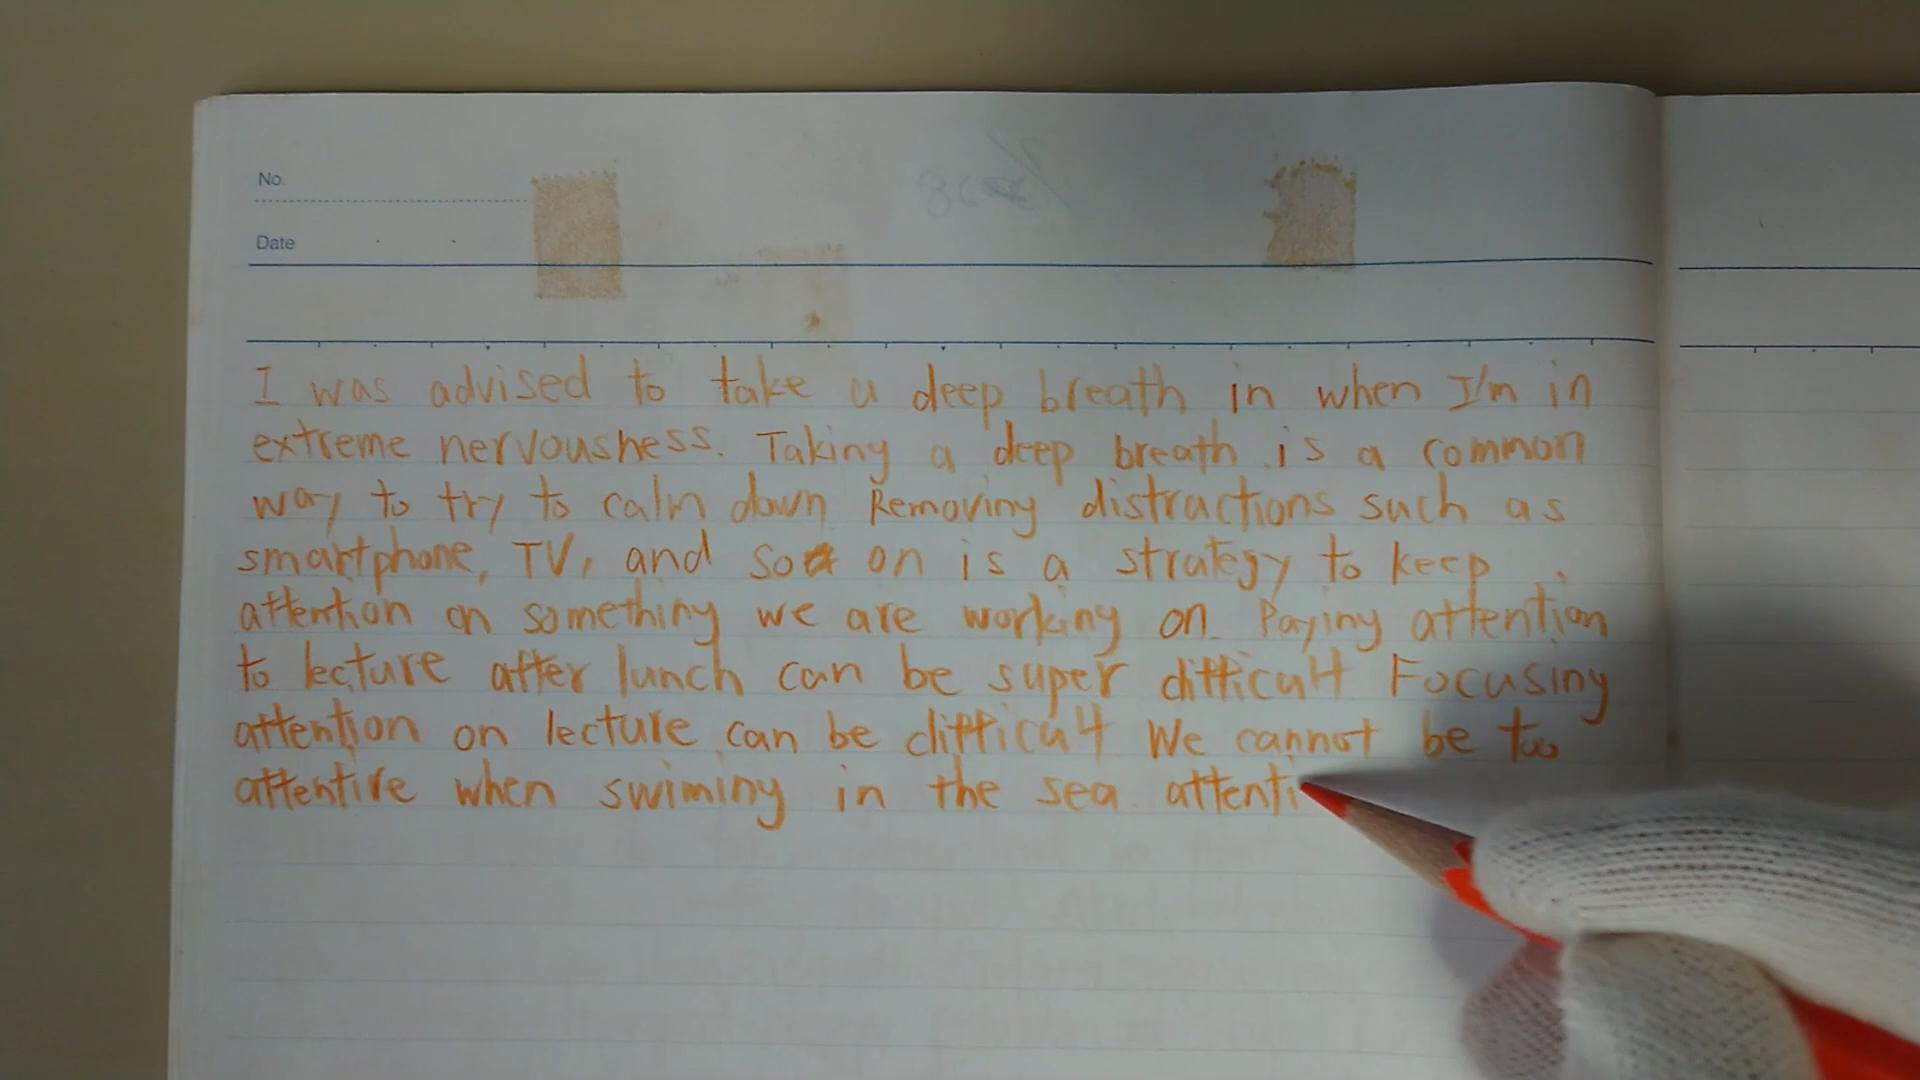 No.
Date
I was advised to take a deep breath in when I'm in
extreme nervousness. Taking a deep breath is a common
way to try to calm down Removing distractions such as
smartphone, TV, and so on is a strategy to keep
attention on something we are working on. Paying attention
to lecture after lunch can be super difficult Focusing
attention on lecture can be difficult We cannot be too
attentive when swiming in the sea. attenti